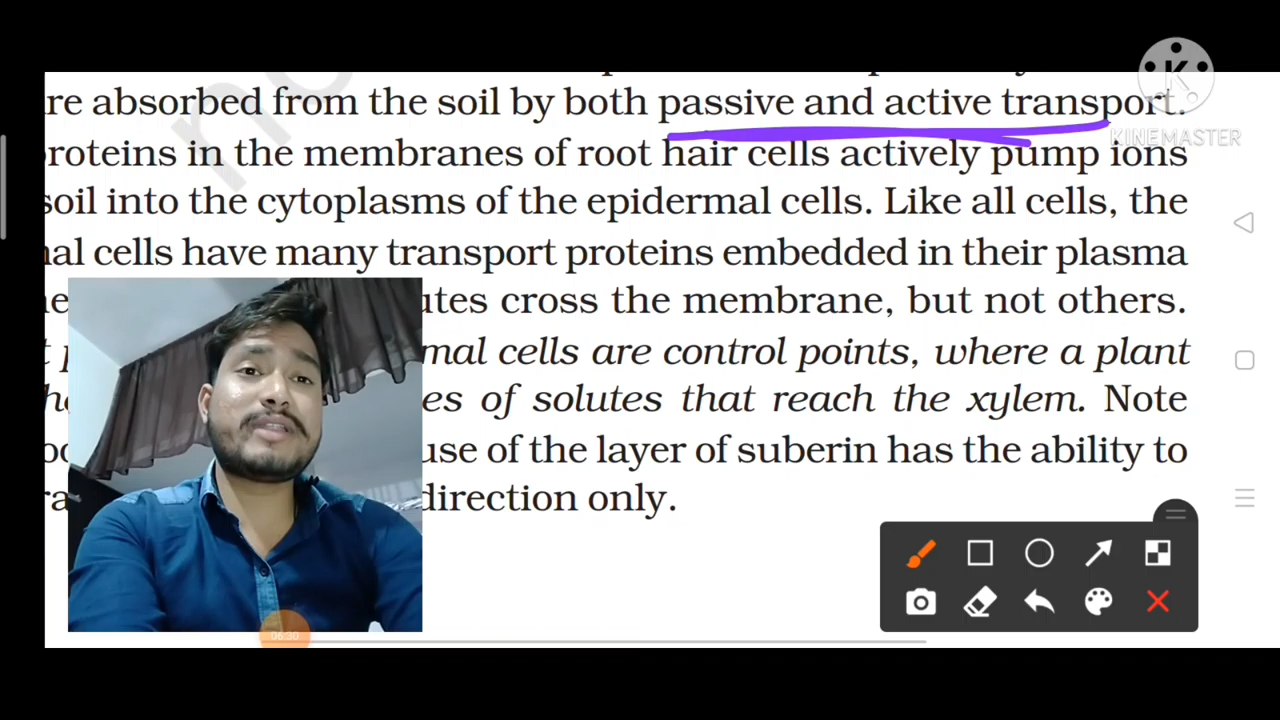 re absorbed from the soil by both passive and active transport.
proteins in the membranes of root hair cells actively pump ions
soil into the cytoplasms of the epidermal cells. Like all cells, the
al cells have many transport proteins embedded in their plasma
utes cross the membrane, but not others.
mal cells are control points, where a plant
es of solutes that reach the xylem. Note
use of the layer of suberin has the ability to
direction only.
K
KINEMASTER
06:30